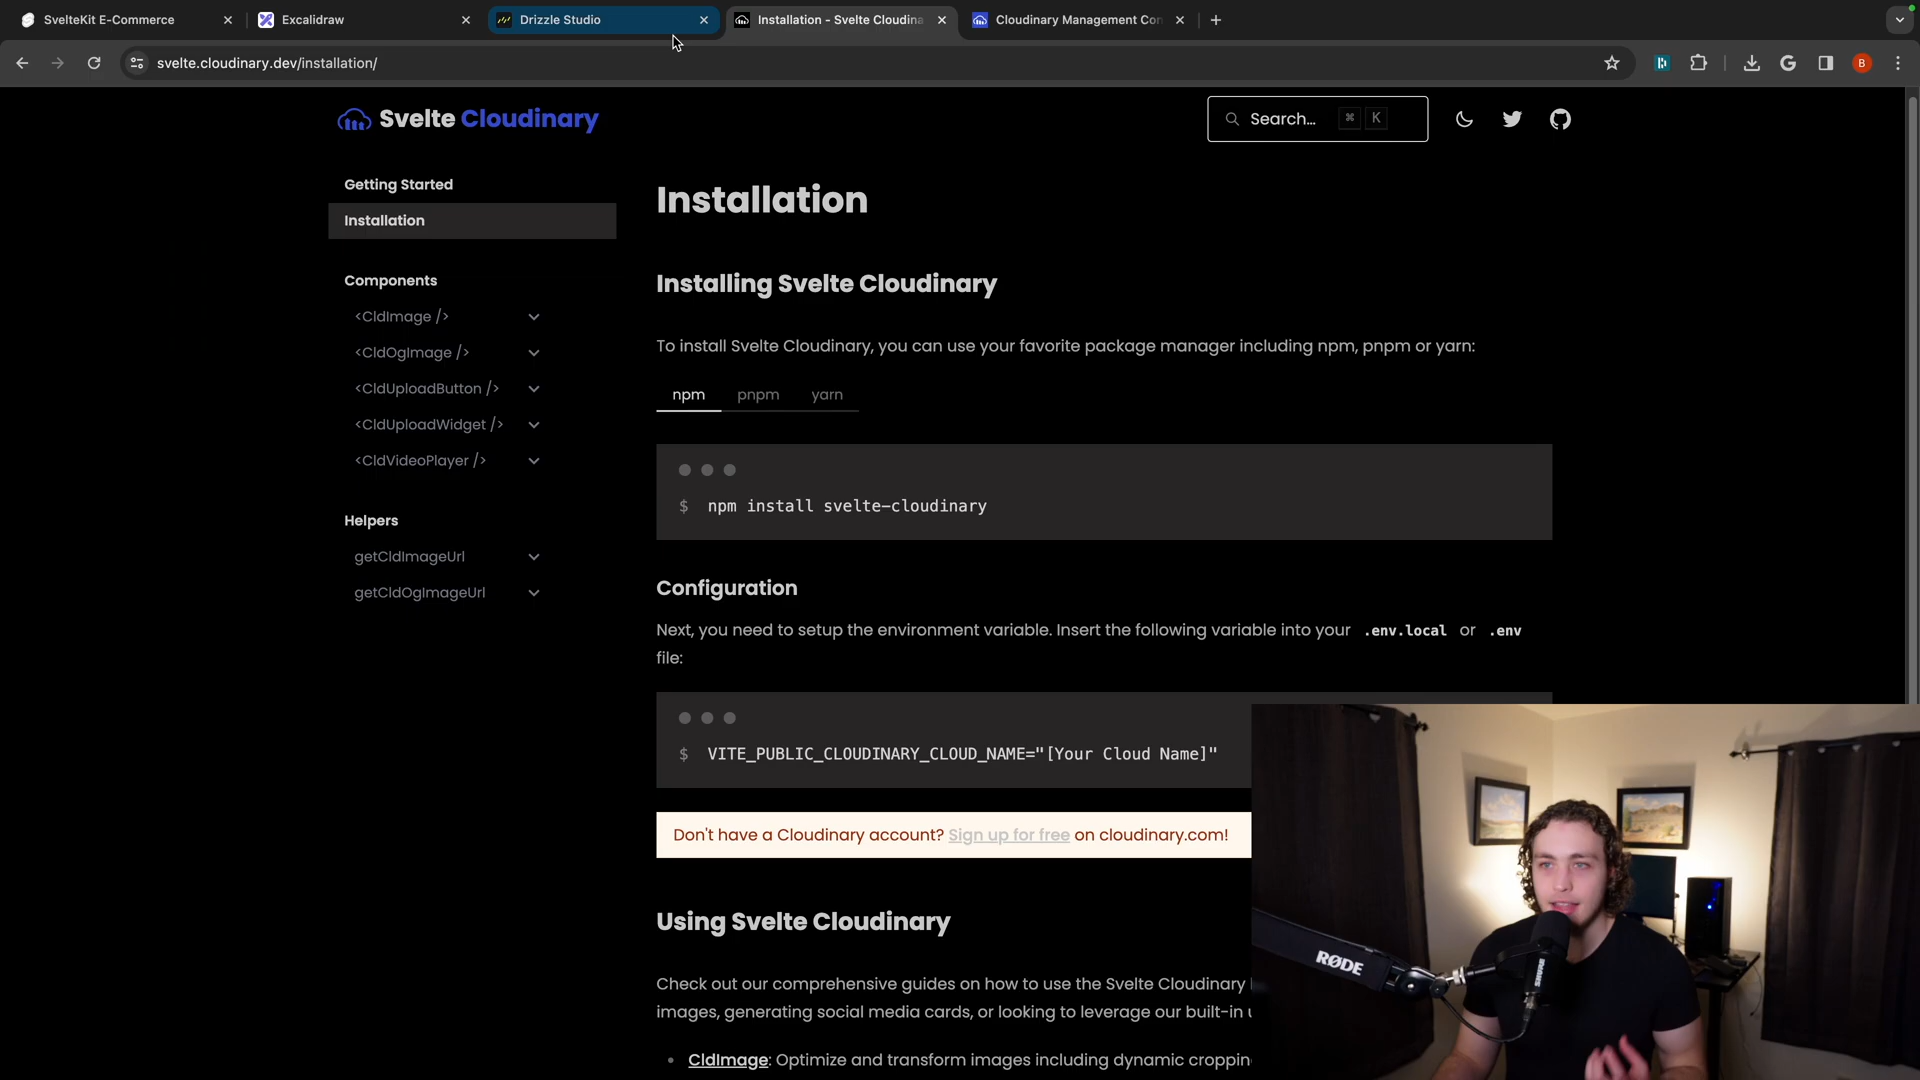 SvelteKit E-Commerce
Excalidraw
Drizzle Studio
Installation - Svelte Cloudina
Cloudinary Management Con
svelte.cloudinary.dev/installation/
B
Svelte Cloudinary
Search... ⌘ K
Getting Started
Installation
Components
<CldImage />
<CldOgImage />
<CldUploadButton />
<CldUploadWidget />
<CldVideoPlayer />
Helpers
getCldImageUrl
getCldOgImageUrl
Installation
Installing Svelte Cloudinary
To install Svelte Cloudinary, you can use your favorite package manager including npm, pnpm or yarn:
npm pnpm yarn
$ npm install svelte-cloudinary
Configuration
Next, you need to setup the environment variable. Insert the following variable into your .env.local or .env
file:
$ VITE_PUBLIC_CLOUDINARY_CLOUD_NAME="[Your Cloud Name]"
Don't have a Cloudinary account? Sign up for free on cloudinary.com!
Using Svelte Cloudinary
Check out our comprehensive guides on how to use the Svelte Cloudinary
images, generating social media cards, or looking to leverage our built-in
• CldImage: Optimize and transform images including dynamic croppin
RØDE
SHURE